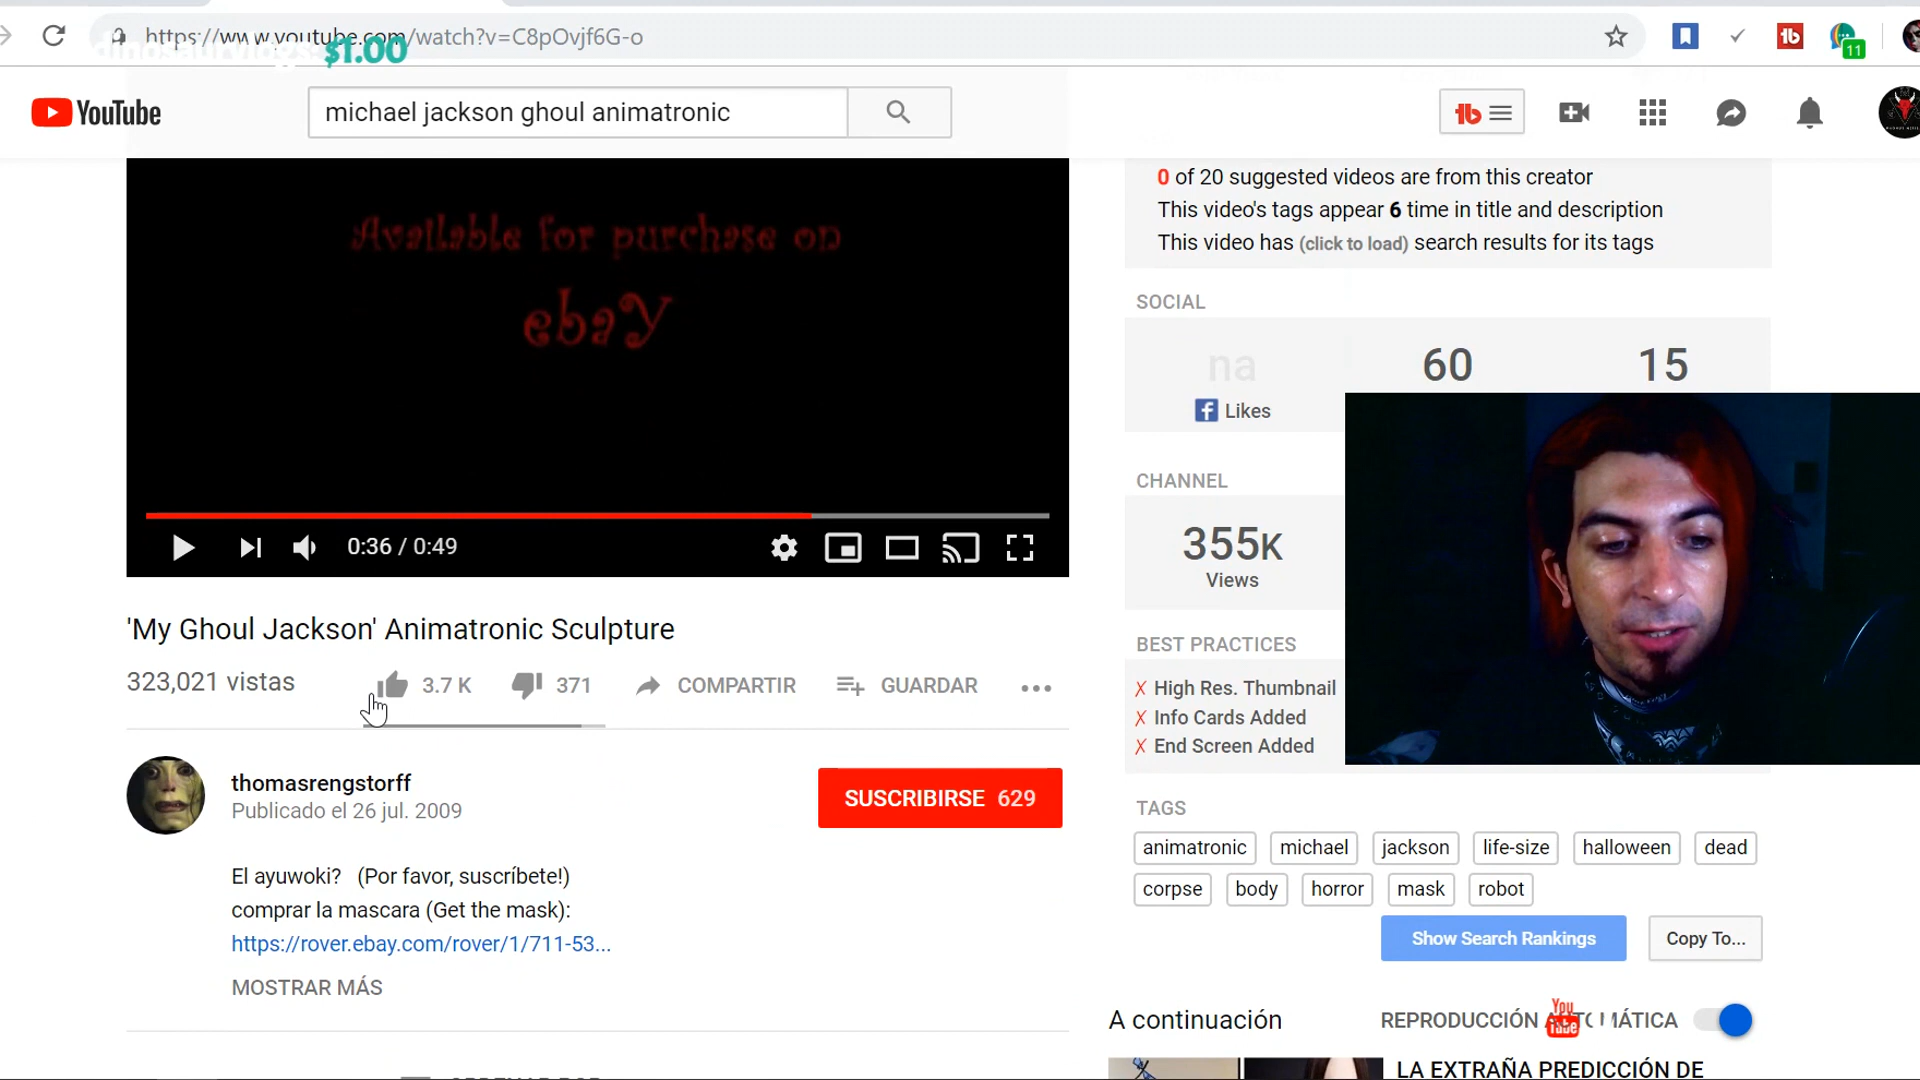 https://www.youtube.com/watch?v=C8pOvjf6G-o
$1.00
11
YouTube
michael jackson ghoul animatronic
Available for purchase on
ebay
0:36 / 0:49
'My Ghoul Jackson' Animatronic Sculpture
323,021 vistas
3.7 K
371
COMPARTIR
GUARDAR
thomasrengstorff
Publicado el 26 jul. 2009
SUSCRIBIRSE 629
El ayuwoki? (Por favor, suscríbete!)
comprar la mascara (Get the mask):
https://rover.ebay.com/rover/1/711-53...
MOSTRAR MÁS
0 of 20 suggested videos are from this creator
This video's tags appear 6 time in title and description
This video has (click to load) search results for its tags
SOCIAL
na 60 15
Likes
CHANNEL
355K
Views
BEST PRACTICES
X High Res. Thumbnail
X Info Cards Added
X End Screen Added
TAGS
animatronic michael jackson life-size halloween dead
corpse body horror mask robot
Show Search Rankings Copy To...
A continuación
REPRODUCCIÓN
You Tube
LA EXTRAÑA PREDICCIÓN DE